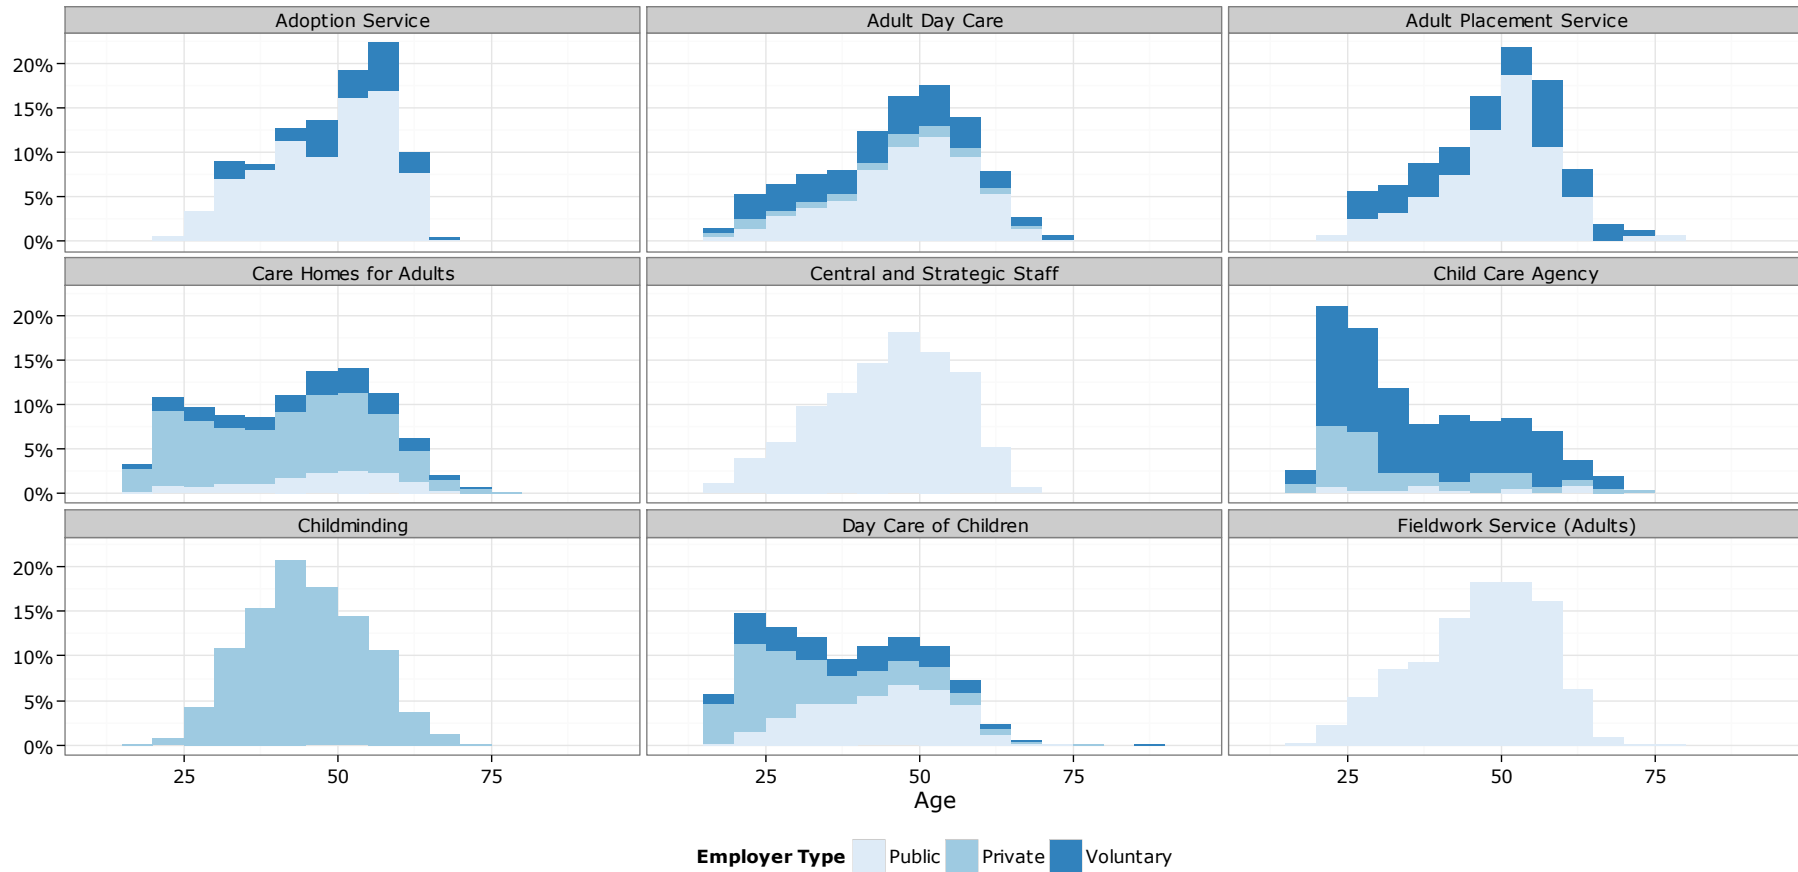 Adoption Service Adult Day Care Adult Placement Service
20%
15%
10%
5%
0%
Care Homes for Adults Central and Strategic Staff Child Care Agency
20%
15%
10%
5%
0%
Childminding Day Care of Children Fieldwork Service (Adults)
20%
15%
10%
5%
0%
25 50 75 25 50 75 25 50 75
Age
Employer Type Public Private Voluntary